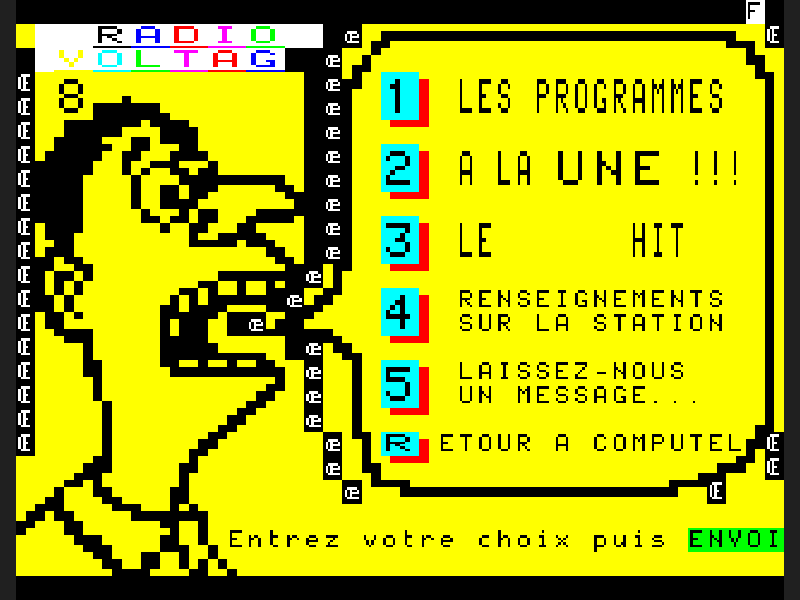 F
RADIO
VOLTAG
8
1 LES PROGRAMMES
2 A LA UNE !!!
3 LE HIT
4 RENSEIGNEMENTS
SUR LA STATION
5 LAISSEZ-NOUS
UN MESSAGE...
RETOUR A COMPUTEL
Entrez votre choix puis ENVOI